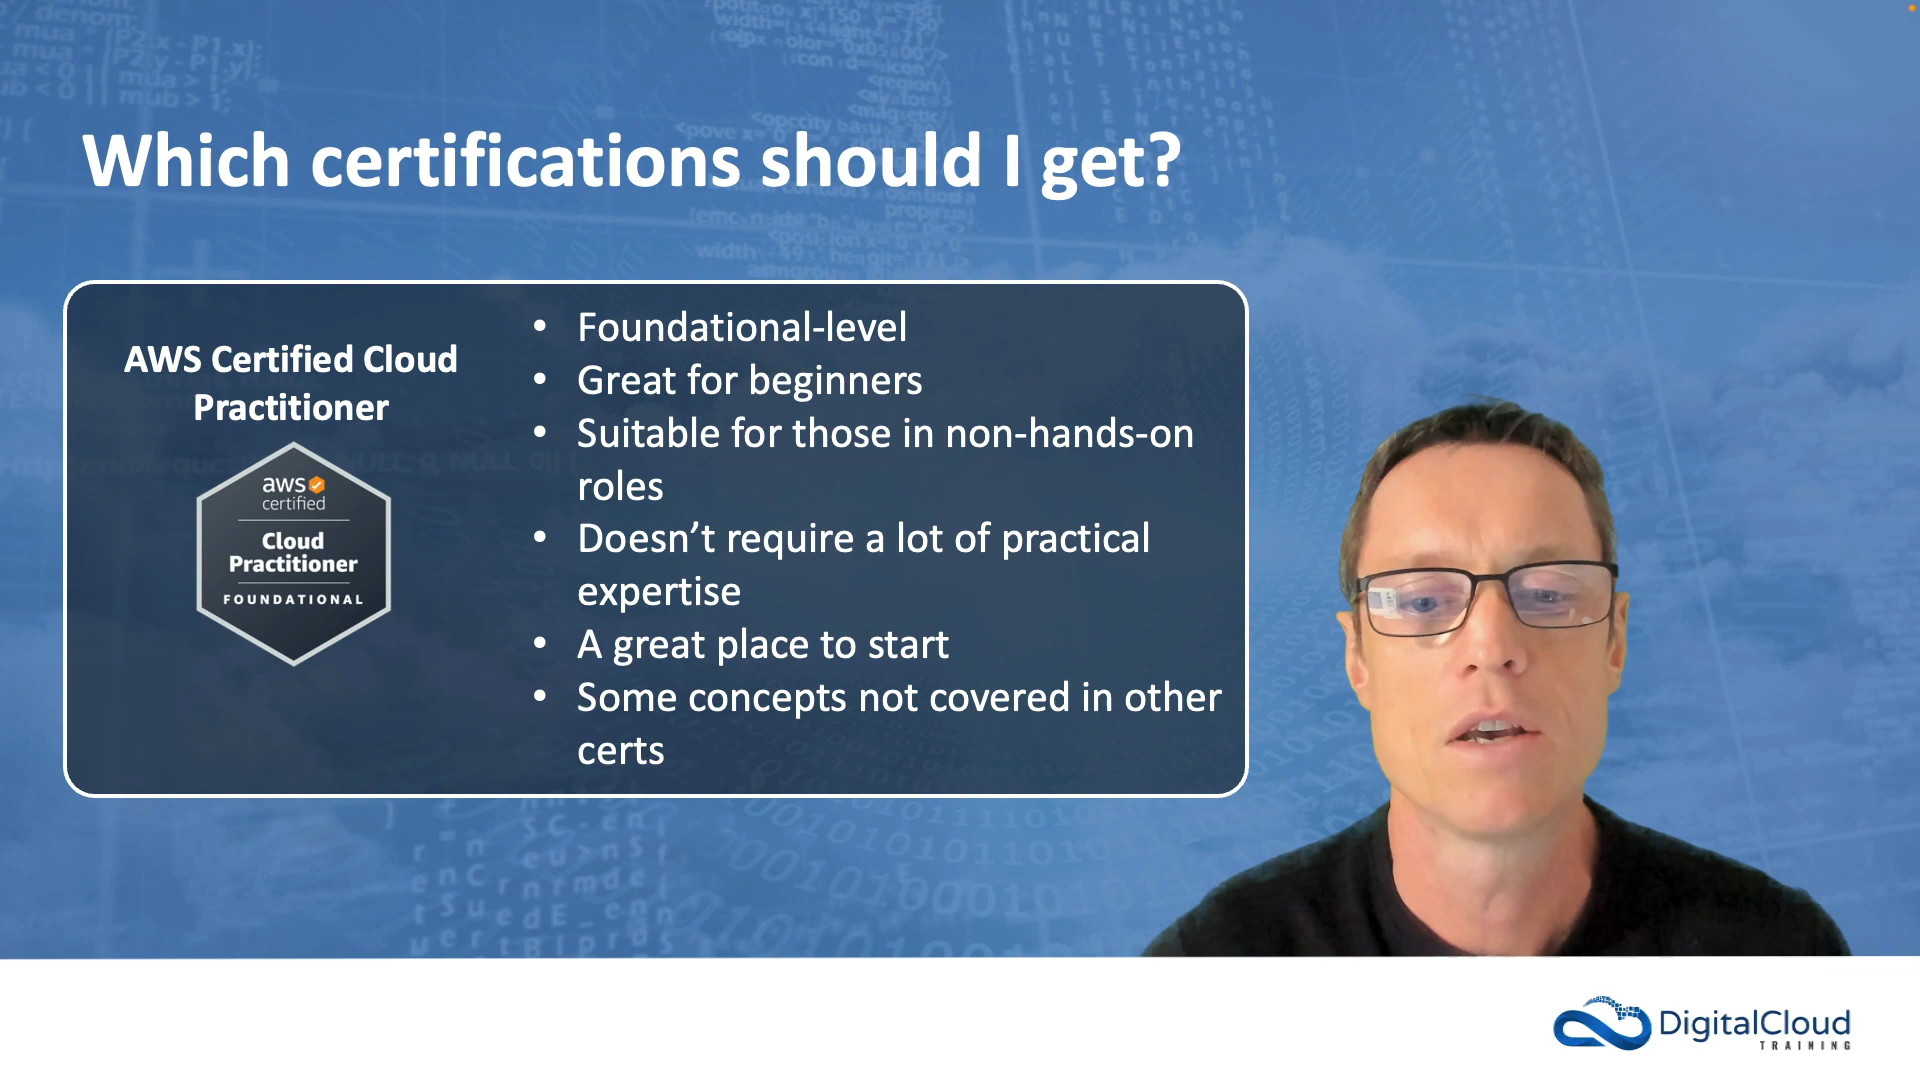 Which certifications should I get?
AWS Certified Cloud
Practitioner
aws
certified
Cloud
Practitioner
FOUNDATIONAL
• Foundational-level
• Great for beginners
• Suitable for those in non-hands-on
roles
• Doesn’t require a lot of practical
expertise
• A great place to start
• Some concepts not covered in other
certs
DigitalCloud
TRAINING